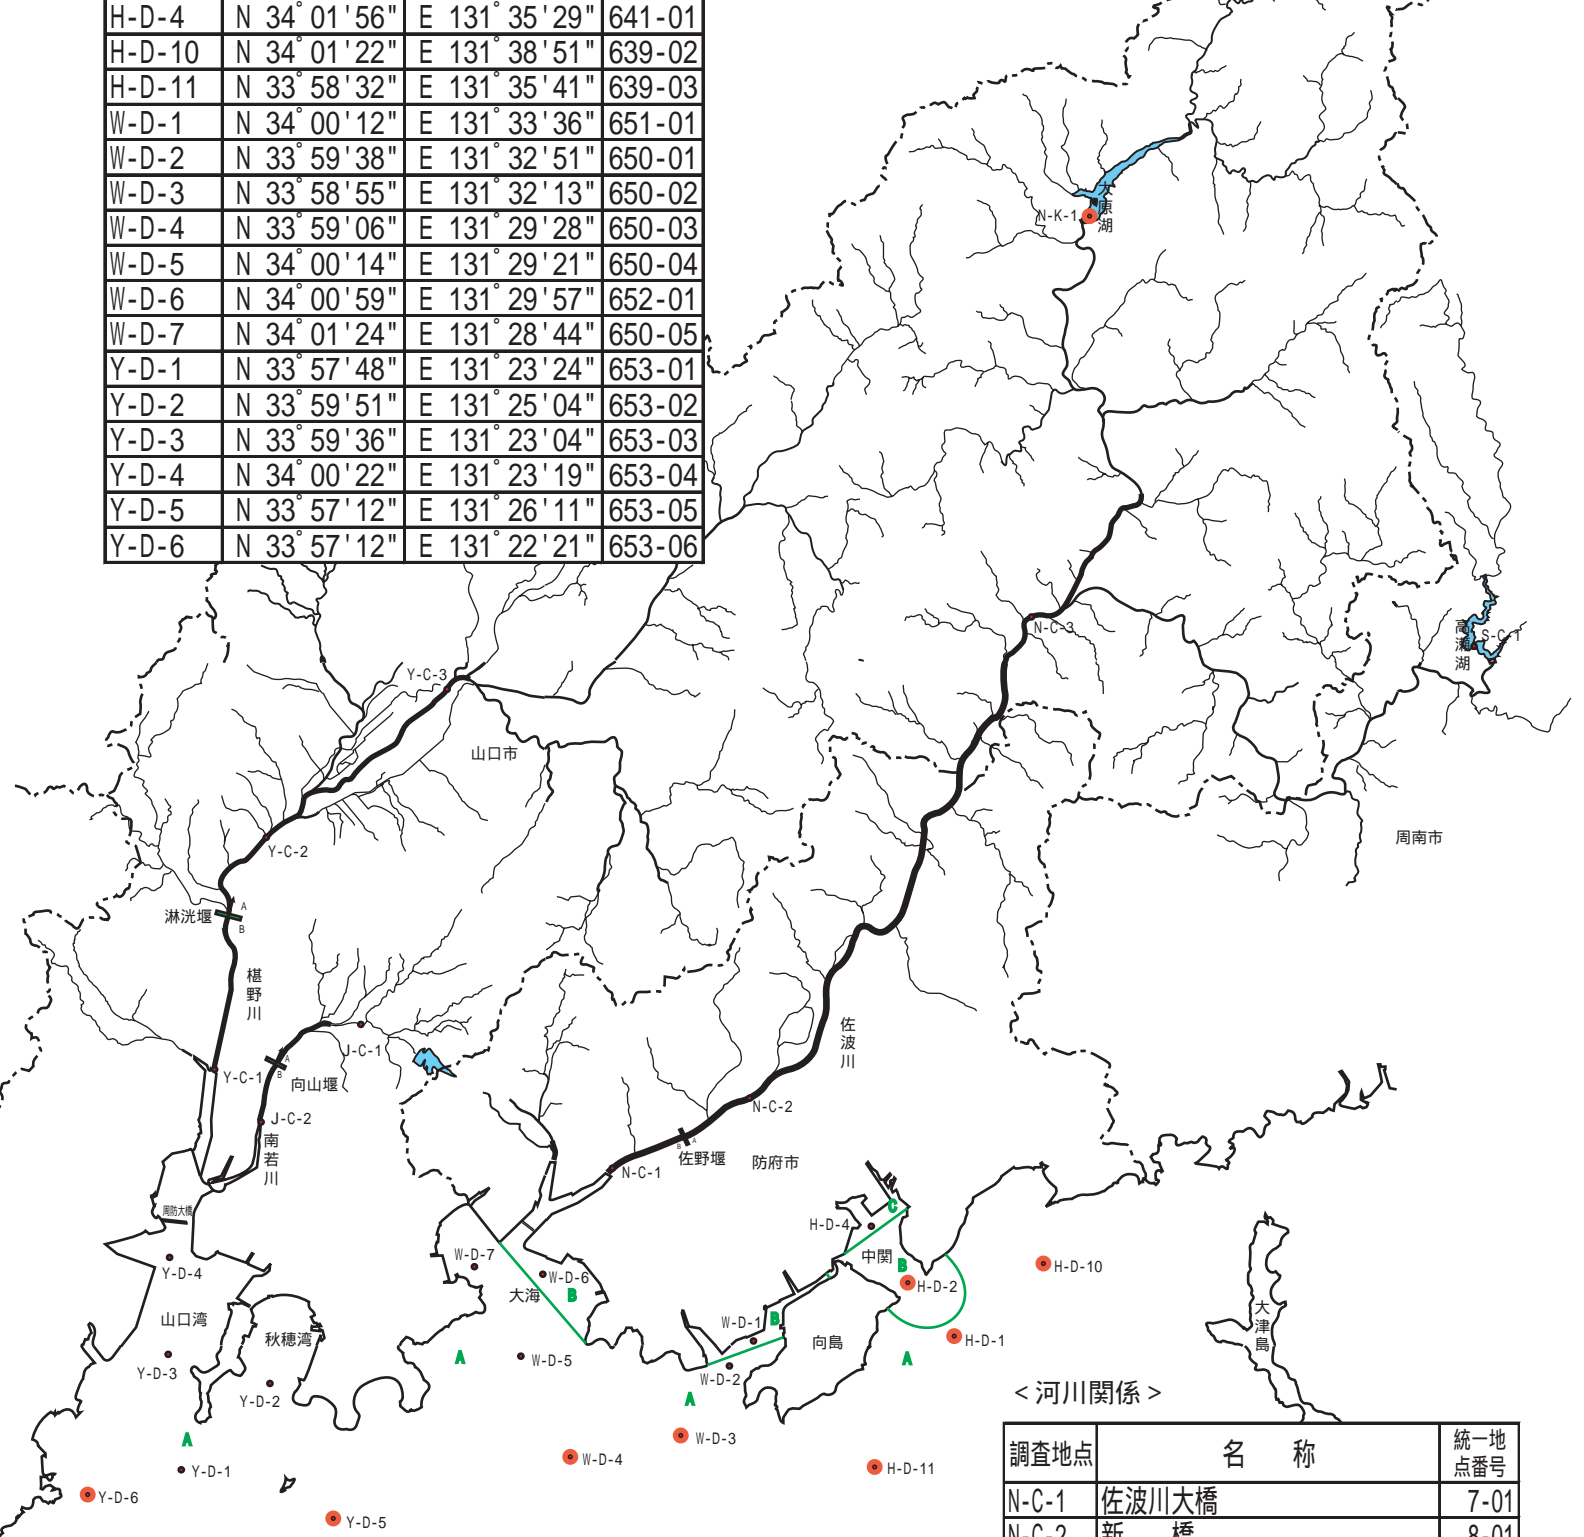 H-D-4 N 34°01'56" E 131°35'29" 641-01
H-D-10 N 34°01'22" E 131°38'51" 639-02
H-D-11 N 33°58'32" E 131°35'41" 639-03
W-D-1 N 34°00'12" E 131°33'36" 651-01
W-D-2 N 33°59'38" E 131°32'51" 650-01
W-D-3 N 33°58'55" E 131°32'13" 650-02
W-D-4 N 33°59'06" E 131°29'28" 650-03
W-D-5 N 34°00'14" E 131°29'21" 650-04
W-D-6 N 34°00'59" E 131°29'57" 652-01
W-D-7 N 34°01'24" E 131°28'44" 650-05
Y-D-1 N 33°57'48" E 131°23'24" 653-01
Y-D-2 N 33°59'51" E 131°25'04" 653-02
Y-D-3 N 33°59'36" E 131°23'04" 653-03
Y-D-4 N 34°00'22" E 131°23'19" 653-04
Y-D-5 N 33°57'12" E 131°26'11" 653-05
Y-D-6 N 33°57'12" E 131°22'21" 653-06
N-K-1
大原湖
N-C-3
高瀬湖
S-C-1
Y-C-3
山口市
周南市
Y-C-2
淋洸堰
A
B
椹野川
佐波川
J-C-1
A
B
向山堰
Y-C-1
J-C-2
南若川
N-C-2
A
B
佐野堰
防府市
N-C-1
周防大橋
C
H-D-4
中関
B
H-D-2
H-D-10
Y-D-4
W-D-7
W-D-6
大海
B
山口湾
秋穂湾
W-D-1
B
向島
H-D-1
大津島
Y-D-3
Y-D-2
A
W-D-5
W-D-2
A
A
<河川関係>
A
W-D-3
W-D-4
H-D-11
Y-D-1
Y-D-6
Y-D-5
調査地点 名 称 統一地点番号
N-C-1 佐波川大橋 7-01
N-C-2 新 橋 8-01